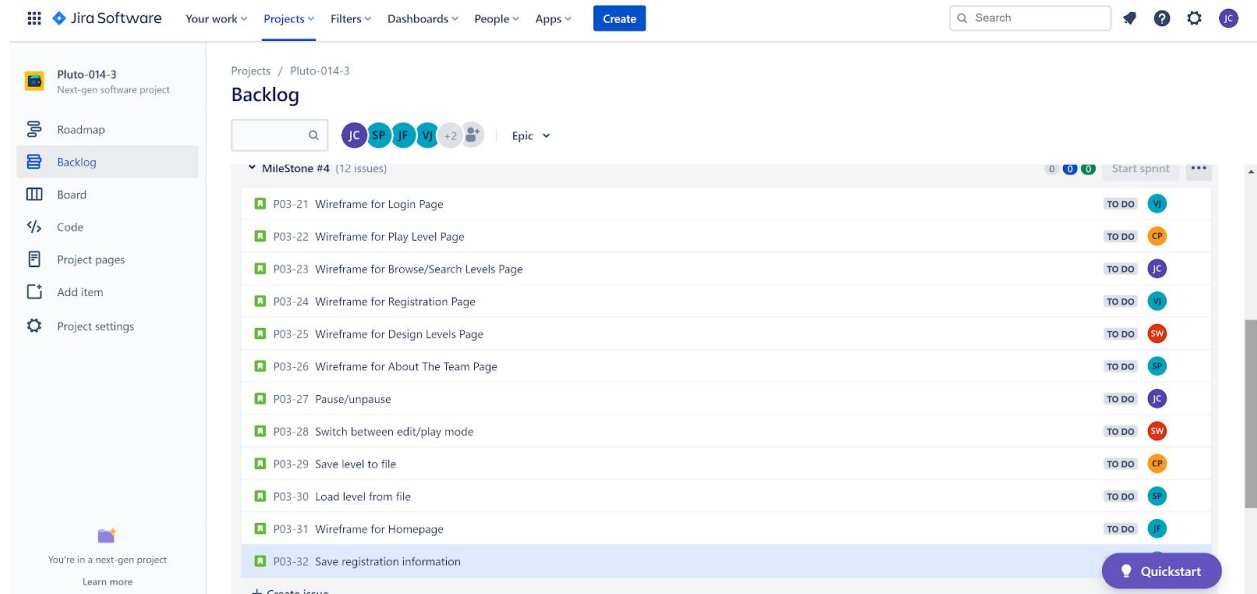 Jira Software Your work Projects Filters Dashboards People Apps Create Search JC
Pluto-014-3
Next-gen software project
Roadmap
Backlog
Board
Code
Project pages
Add item
Project settings
You're in a next-gen project
Learn more
Projects / Pluto-014-3
Backlog
JC SP JF VJ +2 Epic
MileStone #4 (12 issues) 0 0 0 Start sprint
P03-21 Wireframe for Login Page TO DO VJ
P03-22 Wireframe for Play Level Page TO DO CP
P03-23 Wireframe for Browse/Search Levels Page TO DO JC
P03-24 Wireframe for Registration Page TO DO VJ
P03-25 Wireframe for Design Levels Page TO DO SW
P03-26 Wireframe for About The Team Page TO DO SP
P03-27 Pause/unpause TO DO JC
P03-28 Switch between edit/play mode TO DO SW
P03-29 Save level to file TO DO CP
P03-30 Load level from file TO DO SP
P03-31 Wireframe for Homepage TO DO JF
P03-32 Save registration information
+ Create issue
Quickstart